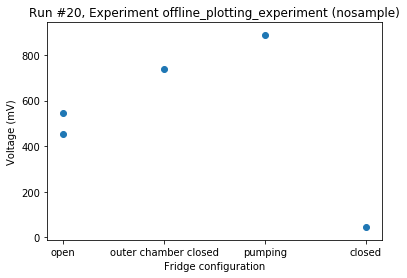 Run #20, Experiment offline_plotting_experiment (nosample)
800
600
400
200
0
Voltage (mV)
open
outer chamber closed
pumping
closed
Fridge configuration